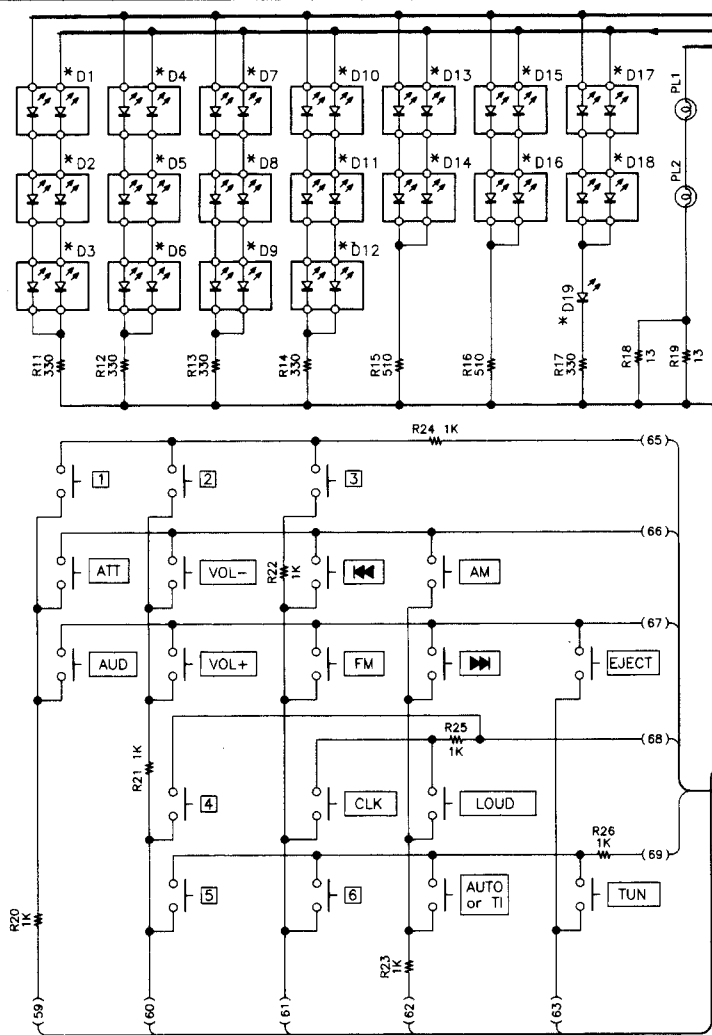 * D1
* D4
* D7
* D10
* D13
* D15
* D17
PL1
* D2
* D5
* D8
* D11
* D14
* D16
* D18
PL2
* D3
* D6
* D9
* D12
* D19
R11
330
R12
330
R13
330
R14
330
R15
510
R16
510
R17
330
R18
13
R19
13
R24 1K
(65)
1
2
3
(66)
ATT
VOL-
R22
1K
AM
(67)
AUD
VOL+
FM
EJECT
R25
1K
(68)
R21 1K
4
CLK
LOUD
R26
1K
(69)
5
6
AUTO
or TI
TUN
R20
1K
R23
1K
(59)
(60)
(61)
(62)
(63)